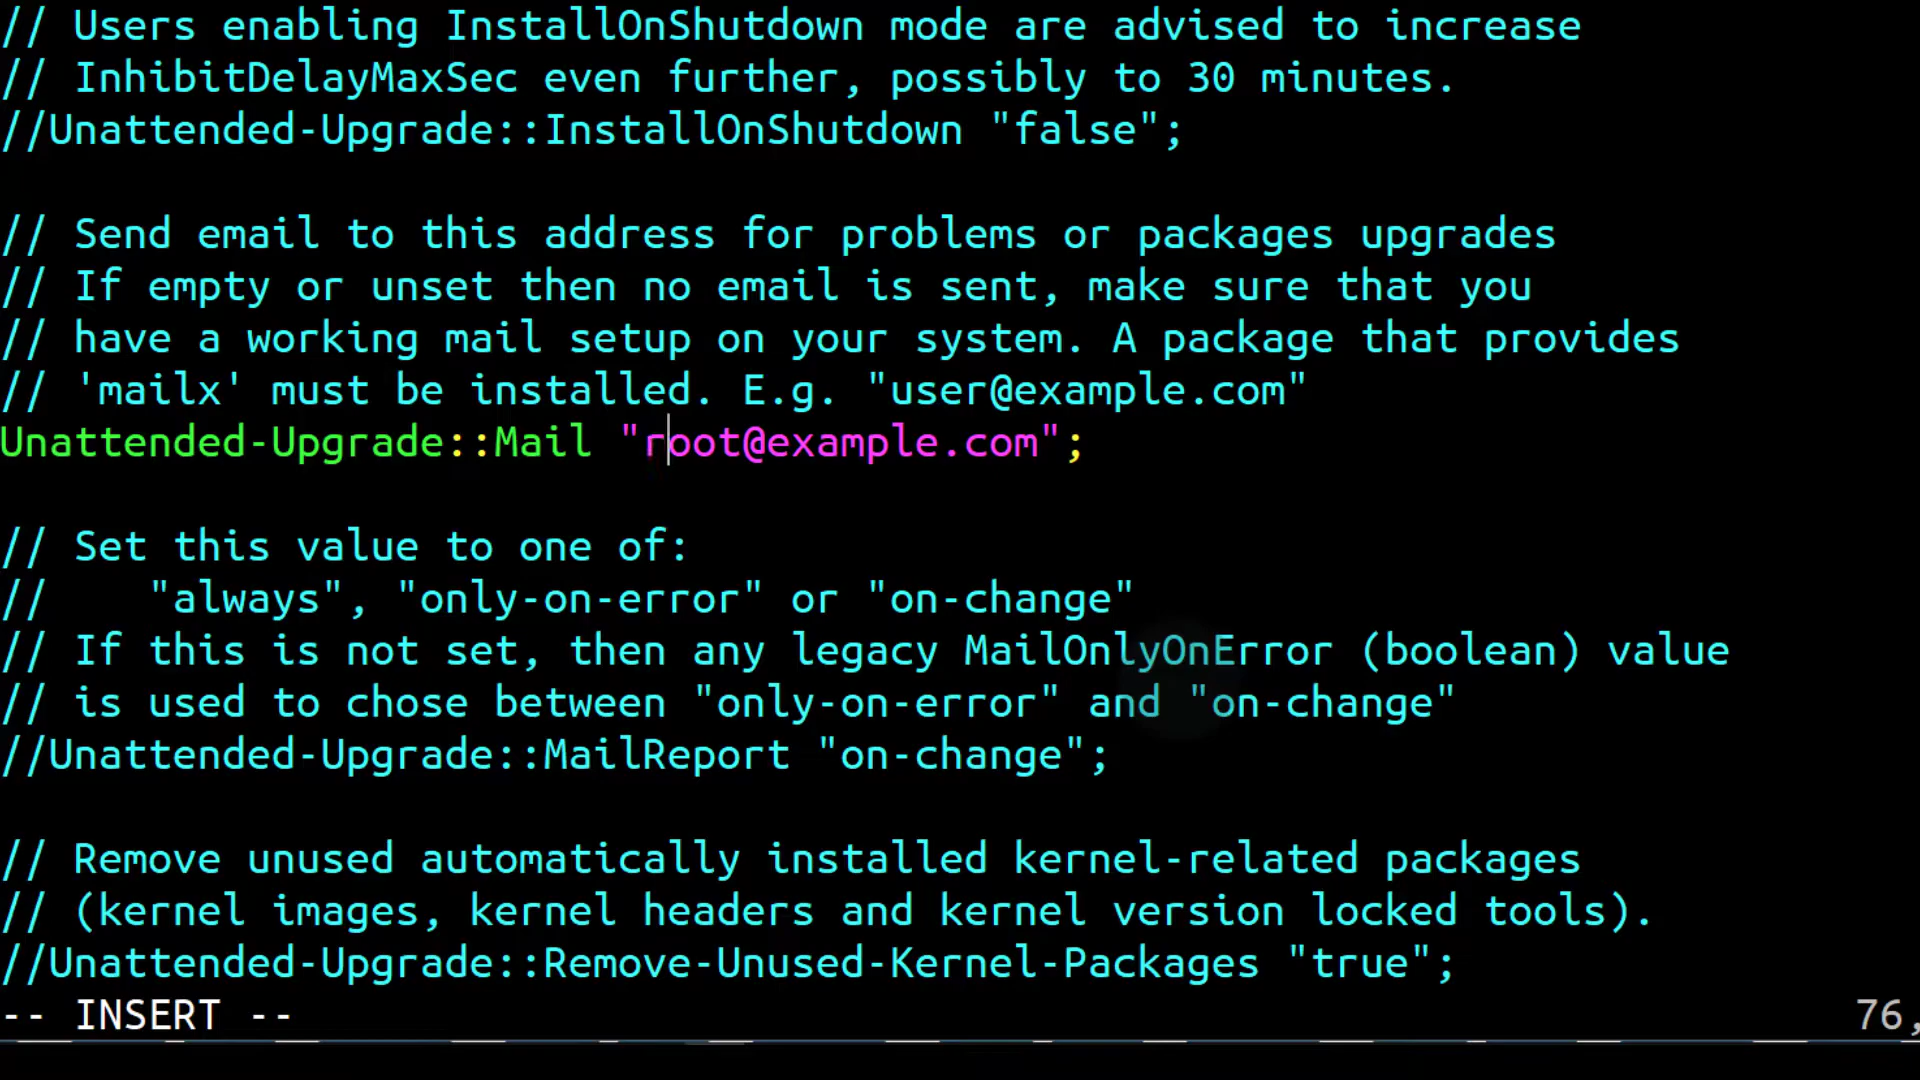 // Users enabling InstallOnShutdown mode are advised to increase
// InhibitDelayMaxSec even further, possibly to 30 minutes.
//Unattended-Upgrade::InstallOnShutdown "false";
// Send email to this address for problems or packages upgrades
// If empty or unset then no email is sent, make sure that you
// have a working mail setup on your system. A package that provides
// 'mailx' must be installed. E.g. "user@example.com"
Unattended-Upgrade::Mail "root@example.com";
// Set this value to one of:
//    "always", "only-on-error" or "on-change"
// If this is not set, then any legacy MailOnlyOnError (boolean) value
// is used to chose between "only-on-error" and "on-change"
//Unattended-Upgrade::MailReport "on-change";
// Remove unused automatically installed kernel-related packages
// (kernel images, kernel headers and kernel version locked tools).
//Unattended-Upgrade::Remove-Unused-Kernel-Packages "true";
-- INSERT -- 76,